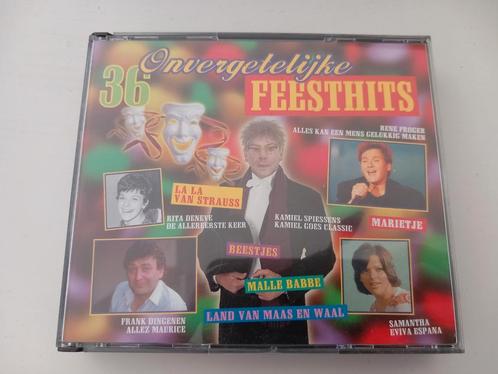 36 Onvergetelijke
FEESTHITS
RENE FROGER
ALLES KAN EEN MENS GELUKKIG MAKEN
LA LA
VAN STRAUSS
RITA DENEVE
DE ALLEREERSTE KEER
KAMIEL SPIESSENS
KAMIEL GOES CLASSIC
MARIETJE
BEESTJES
MALLE BABBE
LAND VAN MAAS EN WAAL
FRANK DINGENEN
ALLEZ MAURICE
SAMANTHA
EVIVA ESPANA